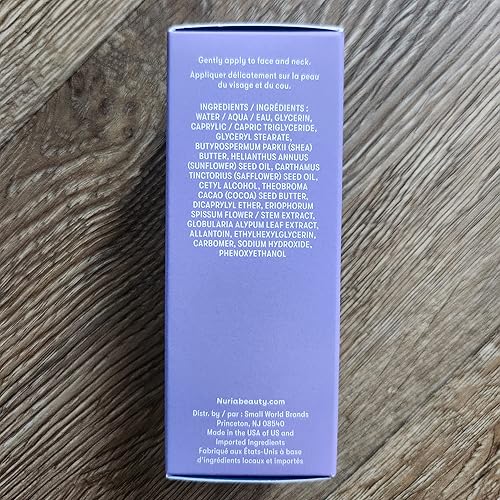 Gently apply to face and neck.
Appliquer délicatement sur la peau
du visage et du cou.
INGREDIENTS / INGRÉDIENTS :
WATER / AQUA / EAU, GLYCERIN,
CAPRYLIC / CAPRIC TRIGLYCERIDE,
GLYCERYL STEARATE,
BUTYROSPERMUM PARKII (SHEA)
BUTTER, HELIANTHUS ANNUUS
(SUNFLOWER) SEED OIL, CARTHAMUS
TINCTORIUS (SAFFLOWER) SEED OIL,
CETYL ALCOHOL, THEOBROMA
CACAO (COCOA) SEED BUTTER,
DICAPRYLYL ETHER, ERIOPHORUM
SPISSUM FLOWER / STEM EXTRACT,
GLOBULARIA ALYPUM LEAF EXTRACT,
ALLANTOIN, ETHYLHEXYLGLYCERIN,
CARBOMER, SODIUM HYDROXIDE,
PHENOXYETHANOL
Nuriabeauty.com
Distr. by / par : Small World Brands
Princeton, NJ 08540
Made in the USA of US and
Imported Ingredients
Fabriqué aux États-Unis à base
d'ingrédients locaux et importés